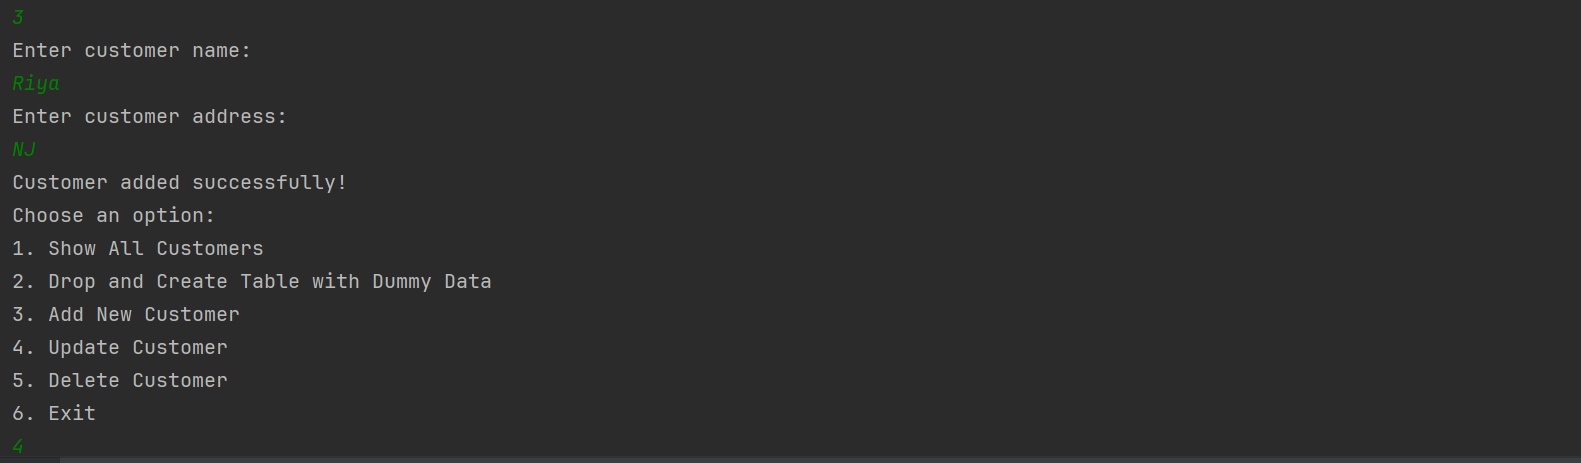 3
Enter customer name:
Riya
Enter customer address:
NJ
Customer added successfully!
Choose an option:
1. Show All Customers
2. Drop and Create Table with Dummy Data
3. Add New Customer
4. Update Customer
5. Delete Customer
6. Exit
4